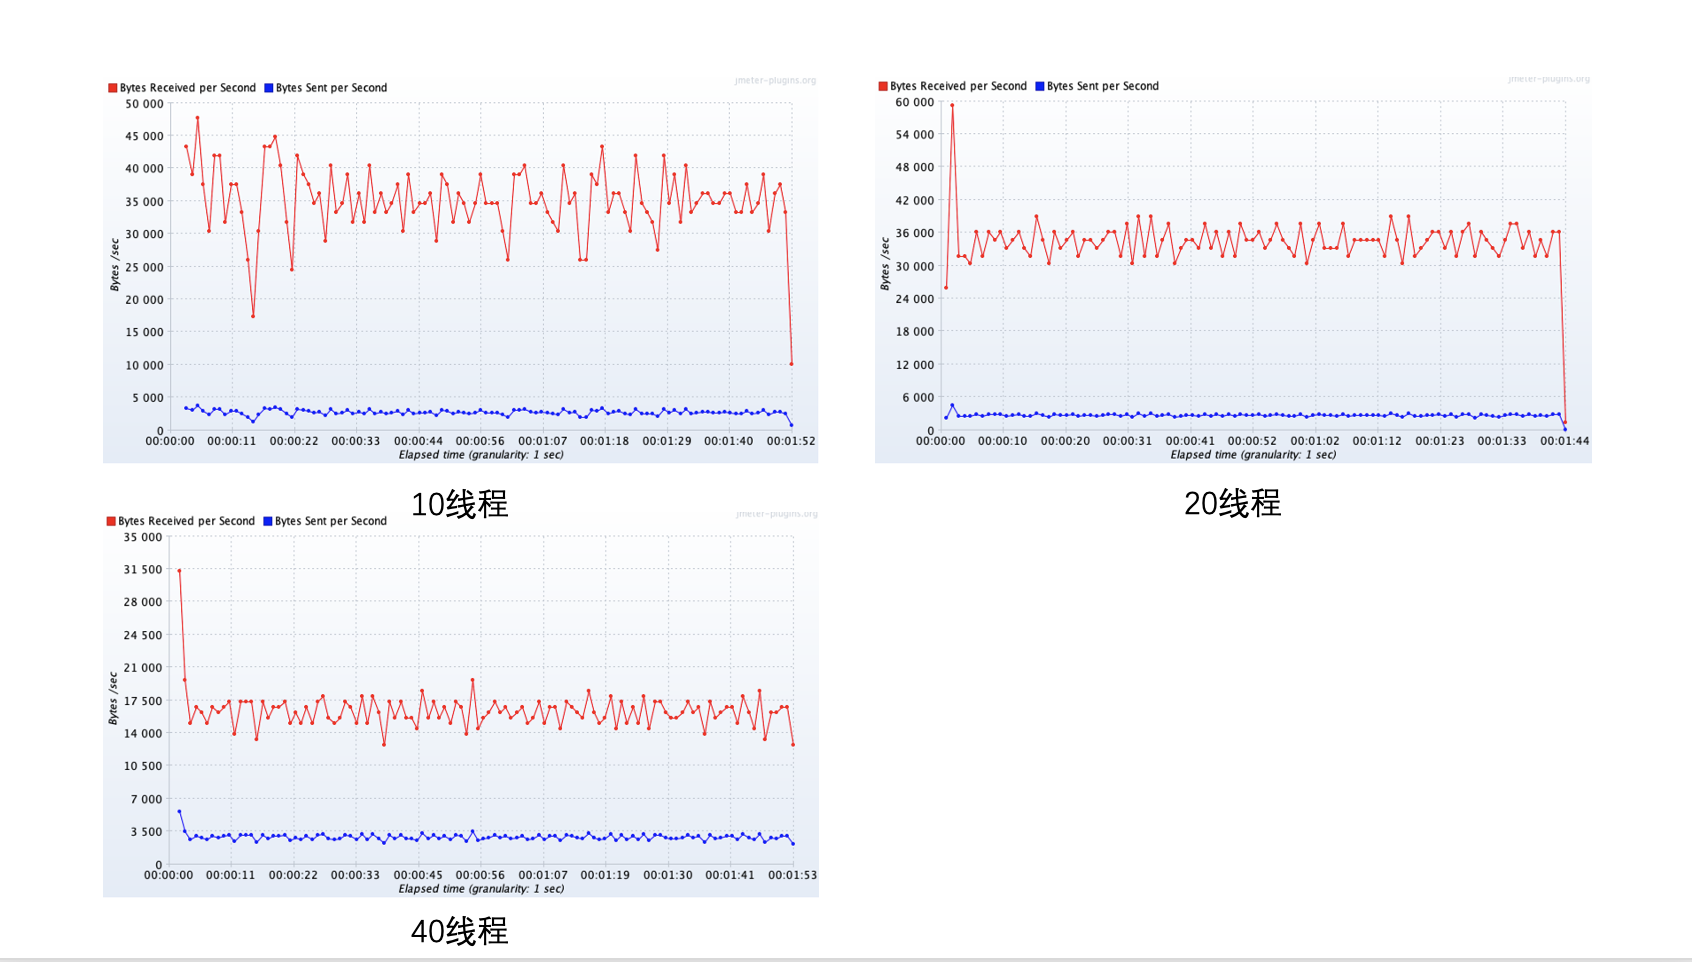 jmeter-plugins.org
Bytes Received per Second Bytes Sent per Second
50 000
45 000
40 000
35 000
30 000
25 000
20 000
15 000
10 000
5 000
0
Bytes /sec
00:00:00 00:00:11 00:00:22 00:00:33 00:00:44 00:00:56 00:01:07 00:01:18 00:01:29 00:01:40 00:01:52
Elapsed time (granularity: 1 sec)
10线程
jmeter-plugins.org
Bytes Received per Second Bytes Sent per Second
60 000
54 000
48 000
42 000
36 000
30 000
24 000
18 000
12 000
6 000
0
Bytes /sec
00:00:00 00:00:10 00:00:20 00:00:31 00:00:41 00:00:52 00:01:02 00:01:12 00:01:23 00:01:33 00:01:44
Elapsed time (granularity: 1 sec)
20线程
jmeter-plugins.org
Bytes Received per Second Bytes Sent per Second
35 000
31 500
28 000
24 500
21 000
17 500
14 000
10 500
7 000
3 500
0
Bytes /sec
00:00:00 00:00:11 00:00:22 00:00:33 00:00:45 00:00:56 00:01:07 00:01:19 00:01:30 00:01:41 00:01:53
Elapsed time (granularity: 1 sec)
40线程